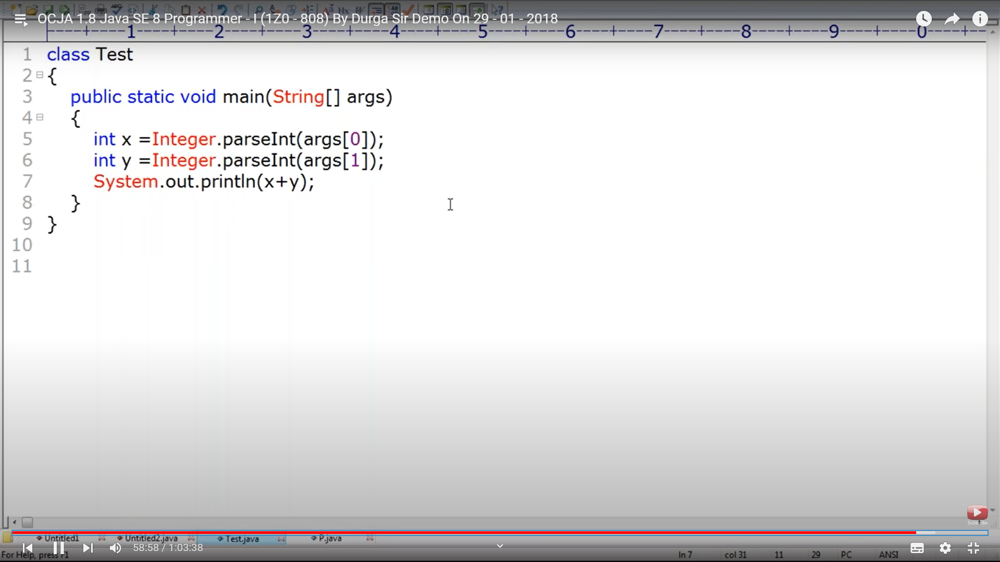 OCJA 1.8 Java SE 8 Programmer - I (1Z0 - 808) By Durga Sir Demo On 29 - 01 - 2018
|----+----1----+----2----+----3----+----4----+----5----+----6----+----7----+----8----+----9----+----0----+--
1 class Test
2 {
3 public static void main(String[] args)
4 {
5 int x =Integer.parseInt(args[0]);
6 int y =Integer.parseInt(args[1]);
7 System.out.println(x+y);
8 }
9 }
10
11
Subscribe
Untitled1 Untitled2.java Test.java P.java
58:58 / 1:03:38
For Help, press F1 ln 7 col 31 11 29 PC ANSI